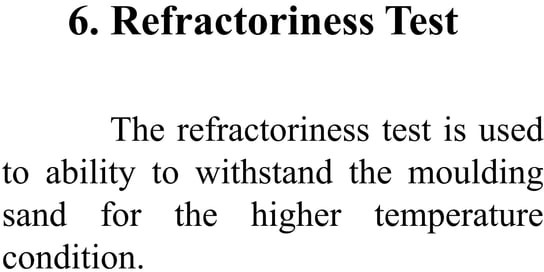 6. Refractoriness Test
The refractoriness test is used
to ability to withstand the moulding
sand for the higher temperature
condition.